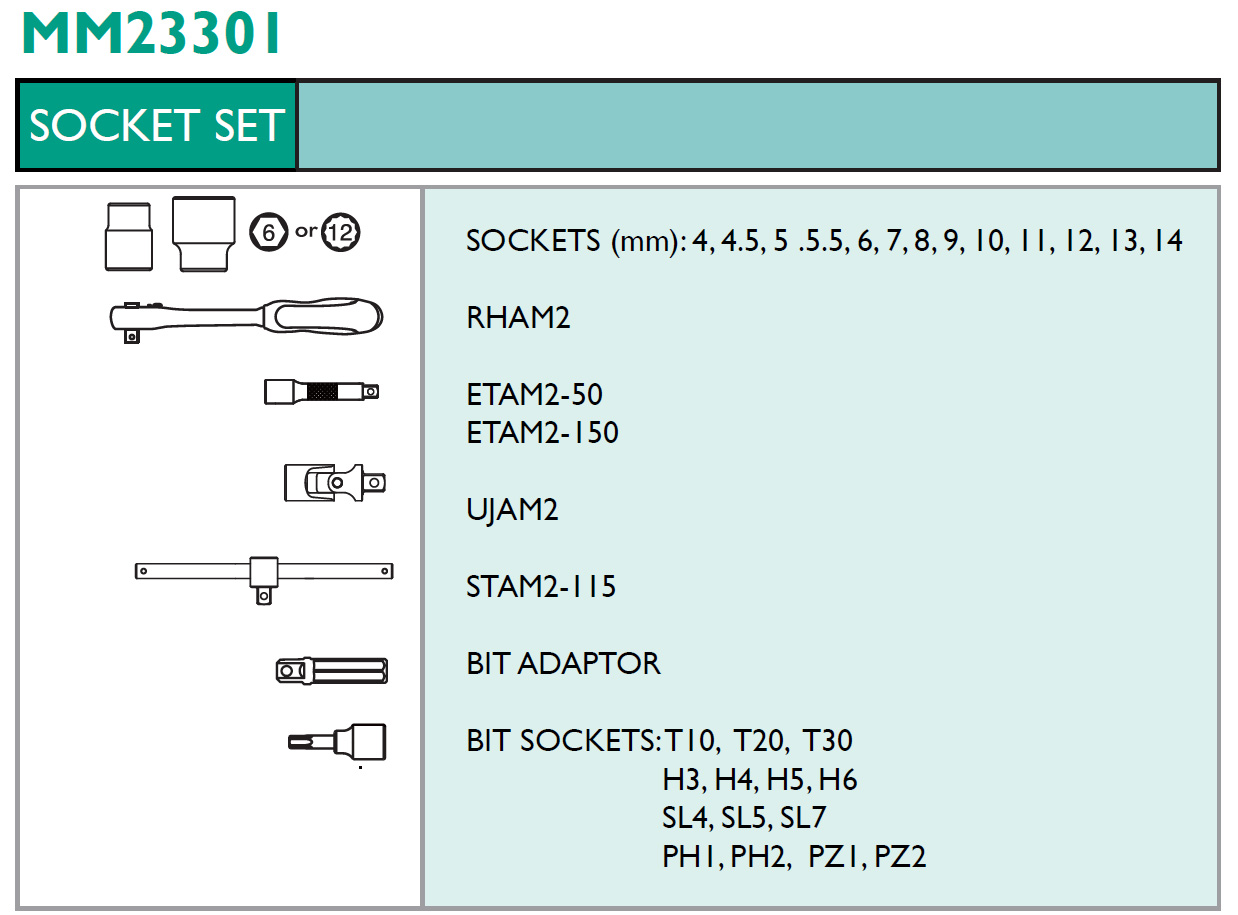 MM23301
SOCKET SET
6 or 12
SOCKETS (mm): 4, 4.5, 5 .5.5, 6, 7, 8, 9, 10, 11, 12, 13, 14
RHAM2
ETAM2-50
ETAM2-150
UJAM2
STAM2-115
BIT ADAPTOR
BIT SOCKETS: T10, T20, T30
H3, H4, H5, H6
SL4, SL5, SL7
PH1, PH2, PZ1, PZ2